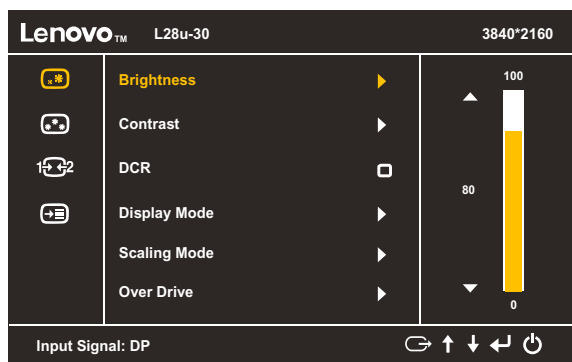 Lenovo™ L28u-30 3840*2160
Brightness
100
Contrast
1 2
DCR
80
Display Mode
Scaling Mode
Over Drive
0
Input Signal: DP